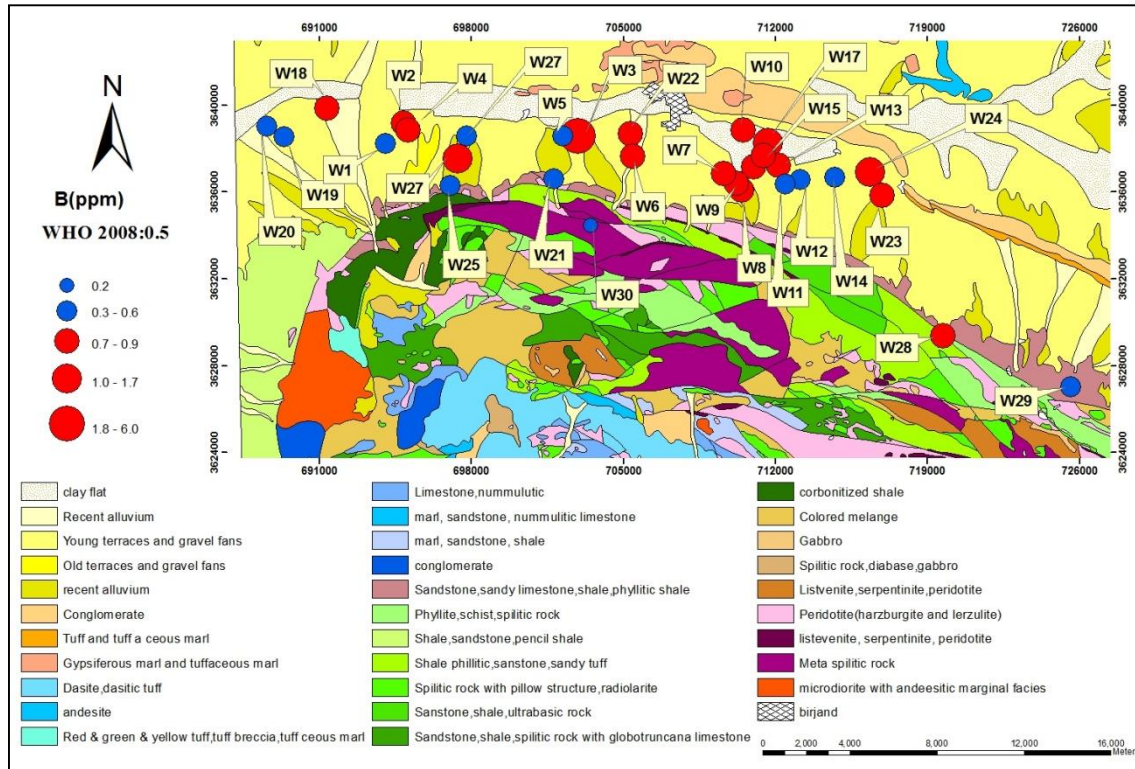 691000 698000 705000 712000 719000 726000
N
B(ppm)
WHO 2008:0.5
0.2
0.3 - 0.6
0.7 - 0.9
1.0 - 1.7
1.8 - 6.0
3640000 3640000
3636000 3636000
3632000 3632000
3628000 3628000
3624000 3624000
W18
W2
W4
W27
W3
W22
W10
W17
W5
W15
W13
W24
W1
W7
W19
W27
W6
W9
W20
W25
W21
W8
W12
W23
W30
W11
W14
W28
W29
691000 698000 705000 712000 719000 726000
clay flat
Recent alluvium
Young terraces and gravel fans
Old terraces and gravel fans
recent alluvium
Conglomerate
Tuff and tuff a ceous marl
Gypsiferous marl and tuffaceous marl
Dasite,dasitic tuff
andesite
Red & green & yellow tuff,tuff breccia,tuff ceous marl
Limestone,nummulutic
marl, sandstone, nummulitic limestone
marl, sandstone, shale
conglomerate
Sandstone,sandy limestone,shale,phyllitic shale
Phyllite,schist,spilitic rock
Shale,sandstone,pencil shale
Shale phillitic,sanstone,sandy tuff
Spilitic rock with pillow structure,radiolarite
Sanstone,shale,ultrabasic rock
Sandstone,shale,spilitic rock with globotruncana limestone
corbonitized shale
Colored melange
Gabbro
Spilitic rock,diabase,gabbro
Listvenite,serpentinite,peridotite
Peridotite(harzburgite and lerzulite)
listevenite, serpentinite, peridotite
Meta spilitic rock
microdiorite with andeesitic marginal facies
birjand
0 2,000 4,000 8,000 12,000 16,000
Meter